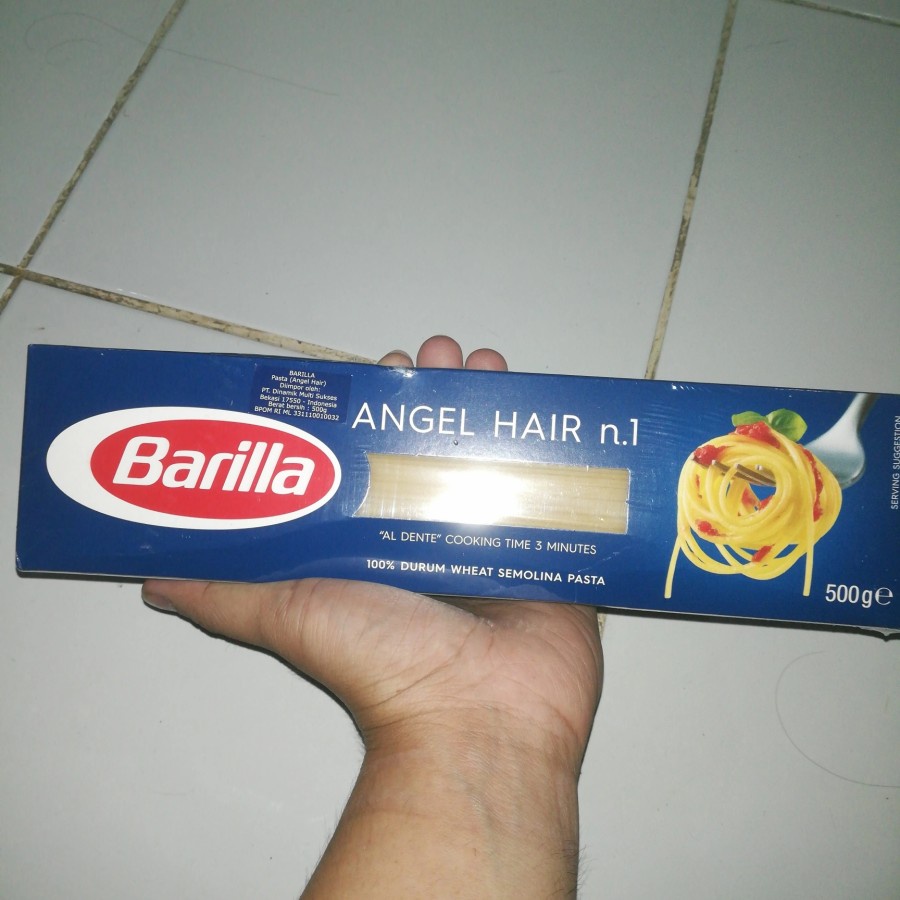 BARILLA
Pasta (Angel Hair)
Diimpor oleh:
PT. Dinamik Multi Sukses
Bekasi 17550 - Indonesia
Berat bersih : 500g
BPOM RI ML 331110010032
Barilla
ANGEL HAIR n.1
"AL DENTE" COOKING TIME 3 MINUTES
100% DURUM WHEAT SEMOLINA PASTA
500g℮
SERVING SUGGESTION